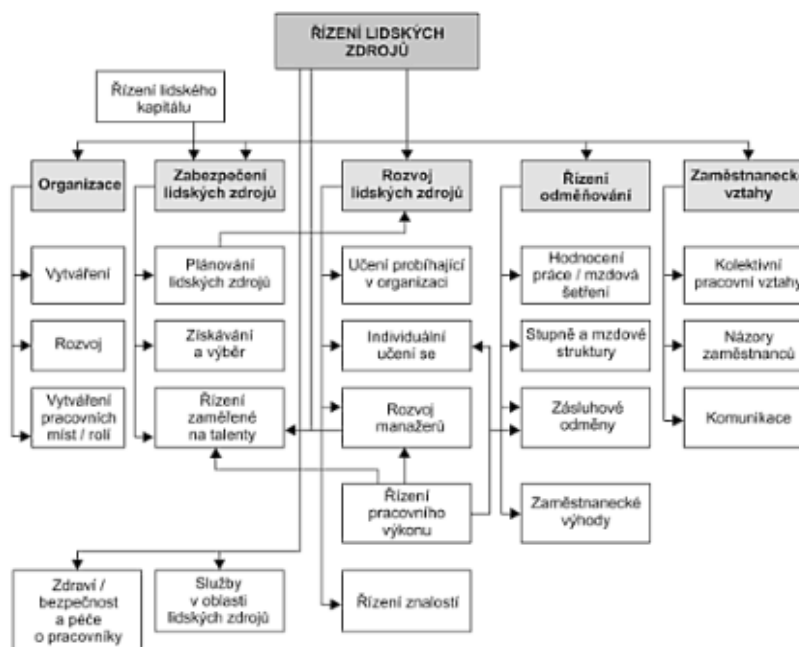 ŘÍZENÍ LIDSKÝCH
ZDROJŮ
Řízení lidského
kapitálu
Organizace
Zabezpečení
lidských zdrojů
Rozvoj
lidských zdrojů
Řízení
odměňování
Zaměstnanecké
vztahy
Vytváření
Plánování
lidských zdrojů
Učení probíhající
v organizaci
Hodnocení
práce / mzdová
šetření
Kolektivní
pracovní vztahy
Rozvoj
Získávání
a výběr
Individuální
učení se
Stupně a mzdové
struktury
Názory
zaměstnanců
Vytváření
pracovních
míst / rolí
Řízení
zaměřené
na talenty
Rozvoj
manažerů
Zásluhové
odměny
Komunikace
Řízení
pracovního
výkonu
Zaměstnanecké
výhody
Zdraví /
bezpečnost
a péče
o pracovníky
Služby
v oblasti
lidských zdrojů
Řízení znalostí